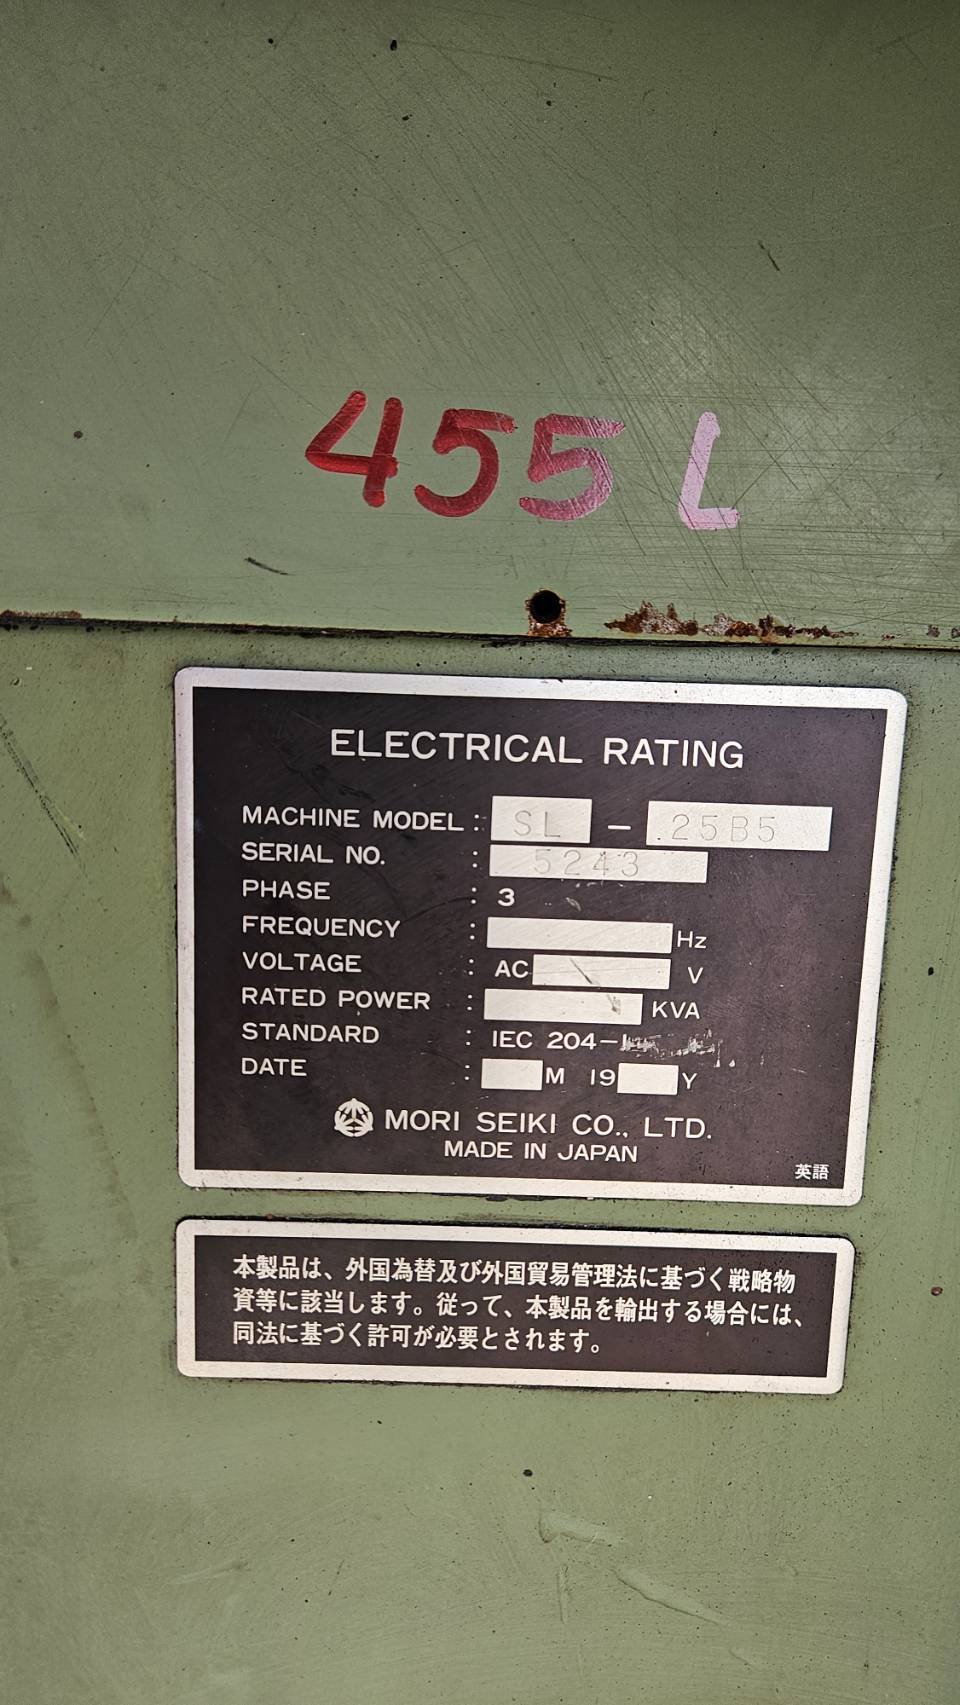 455 L
ELECTRICAL RATING
MACHINE MODEL : SL - 25B5
SERIAL NO. : 5243
PHASE : 3
FREQUENCY : Hz
VOLTAGE : AC V
RATED POWER : KVA
STANDARD : IEC 204-1
DATE : M 19 Y
MORI SEIKI CO., LTD.
MADE IN JAPAN
英語
本製品は、外国為替及び外国貿易管理法に基づく戦略物
資等に該当します。従って、本製品を輸出する場合には、
同法に基づく許可が必要とされます。